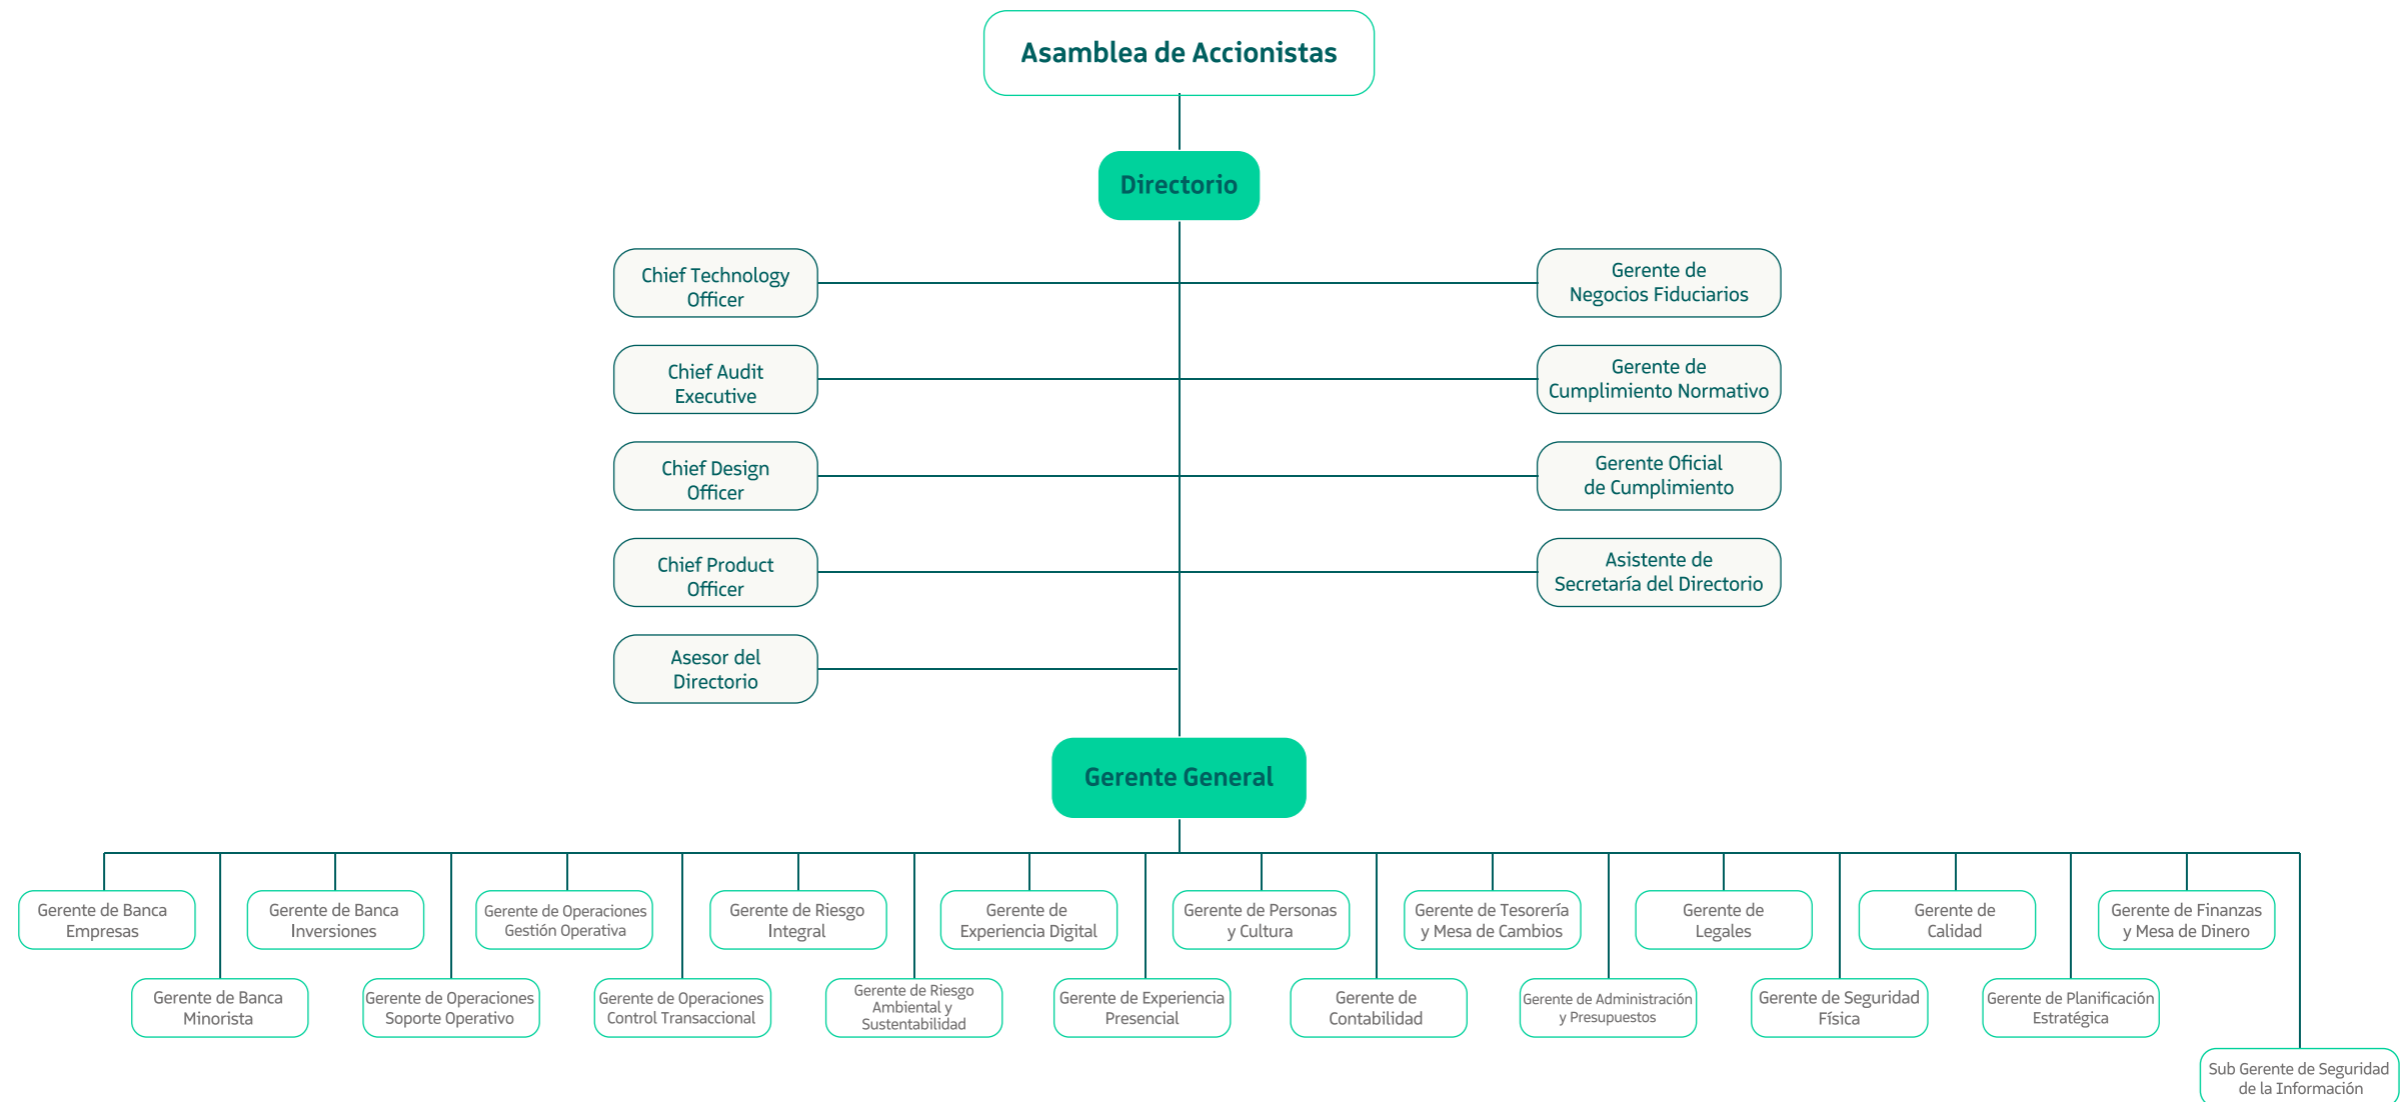 Asamblea de Accionistas
Directorio
Chief Technology
Officer
Gerente de
Negocios Fiduciarios
Chief Audit
Executive
Gerente de
Cumplimiento Normativo
Chief Design
Officer
Gerente Oficial
de Cumplimiento
Chief Product
Officer
Asistente de
Secretaría del Directorio
Asesor del
Directorio
Gerente General
Gerente de Banca
Empresas
Gerente de Banca
Inversiones
Gerente de Operaciones
Gestión Operativa
Gerente de Riesgo
Integral
Gerente de
Experiencia Digital
Gerente de Personas
y Cultura
Gerente de Tesorería
y Mesa de Cambios
Gerente de
Legales
Gerente de
Calidad
Gerente de Finanzas
y Mesa de Dinero
Gerente de Banca
Minorista
Gerente de Operaciones
Soporte Operativo
Gerente de Operaciones
Control Transaccional
Gerente de Riesgo
Ambiental y
Sustentabilidad
Gerente de Experiencia
Presencial
Gerente de
Contabilidad
Gerente de Administración
y Presupuestos
Gerente de Seguridad
Física
Gerente de Planificación
Estratégica
Sub Gerente de Seguridad
de la Información